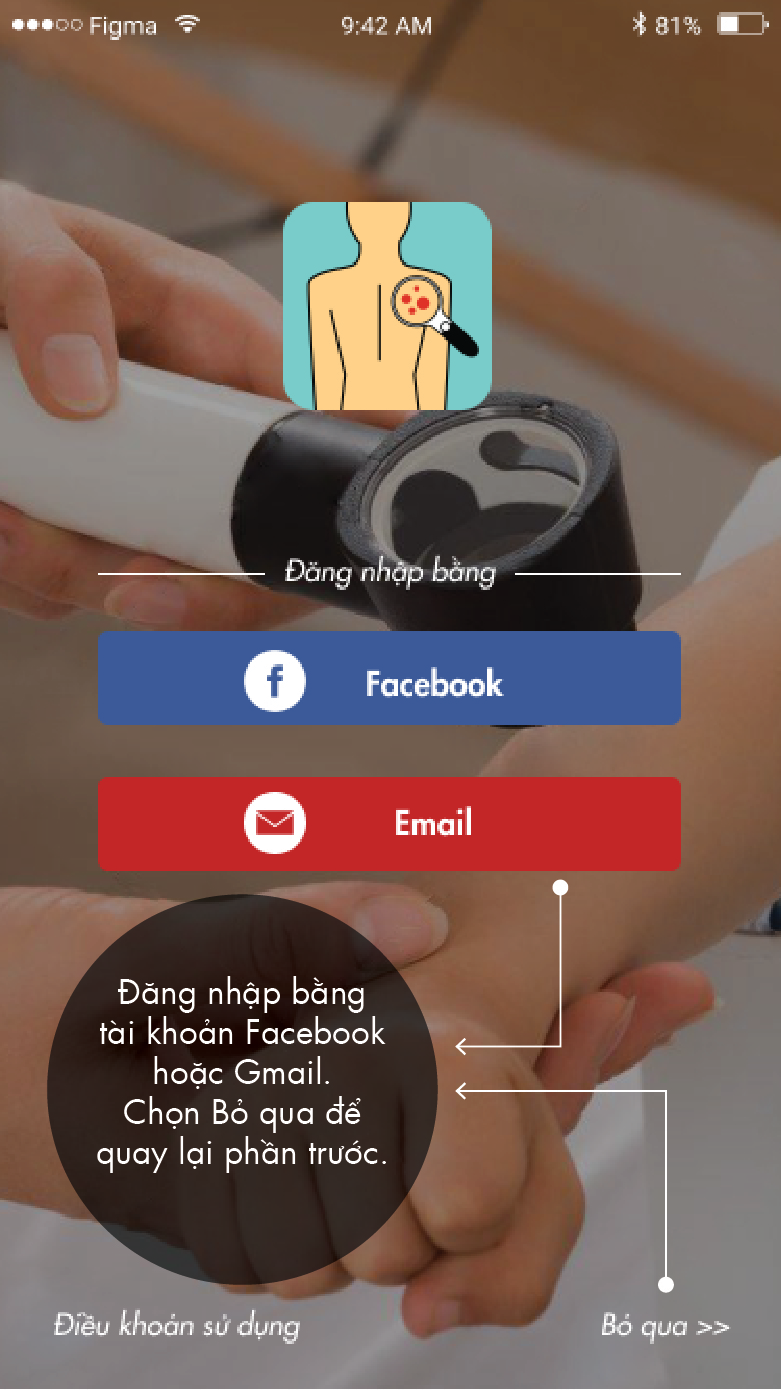 Figma 9:42 AM 81%
Đăng nhập bằng
Facebook
Email
Đăng nhập bằng
tài khoản Facebook
hoặc Gmail.
Chọn Bỏ qua để
quay lại phần trước.
Điều khoản sử dụng Bỏ qua >>